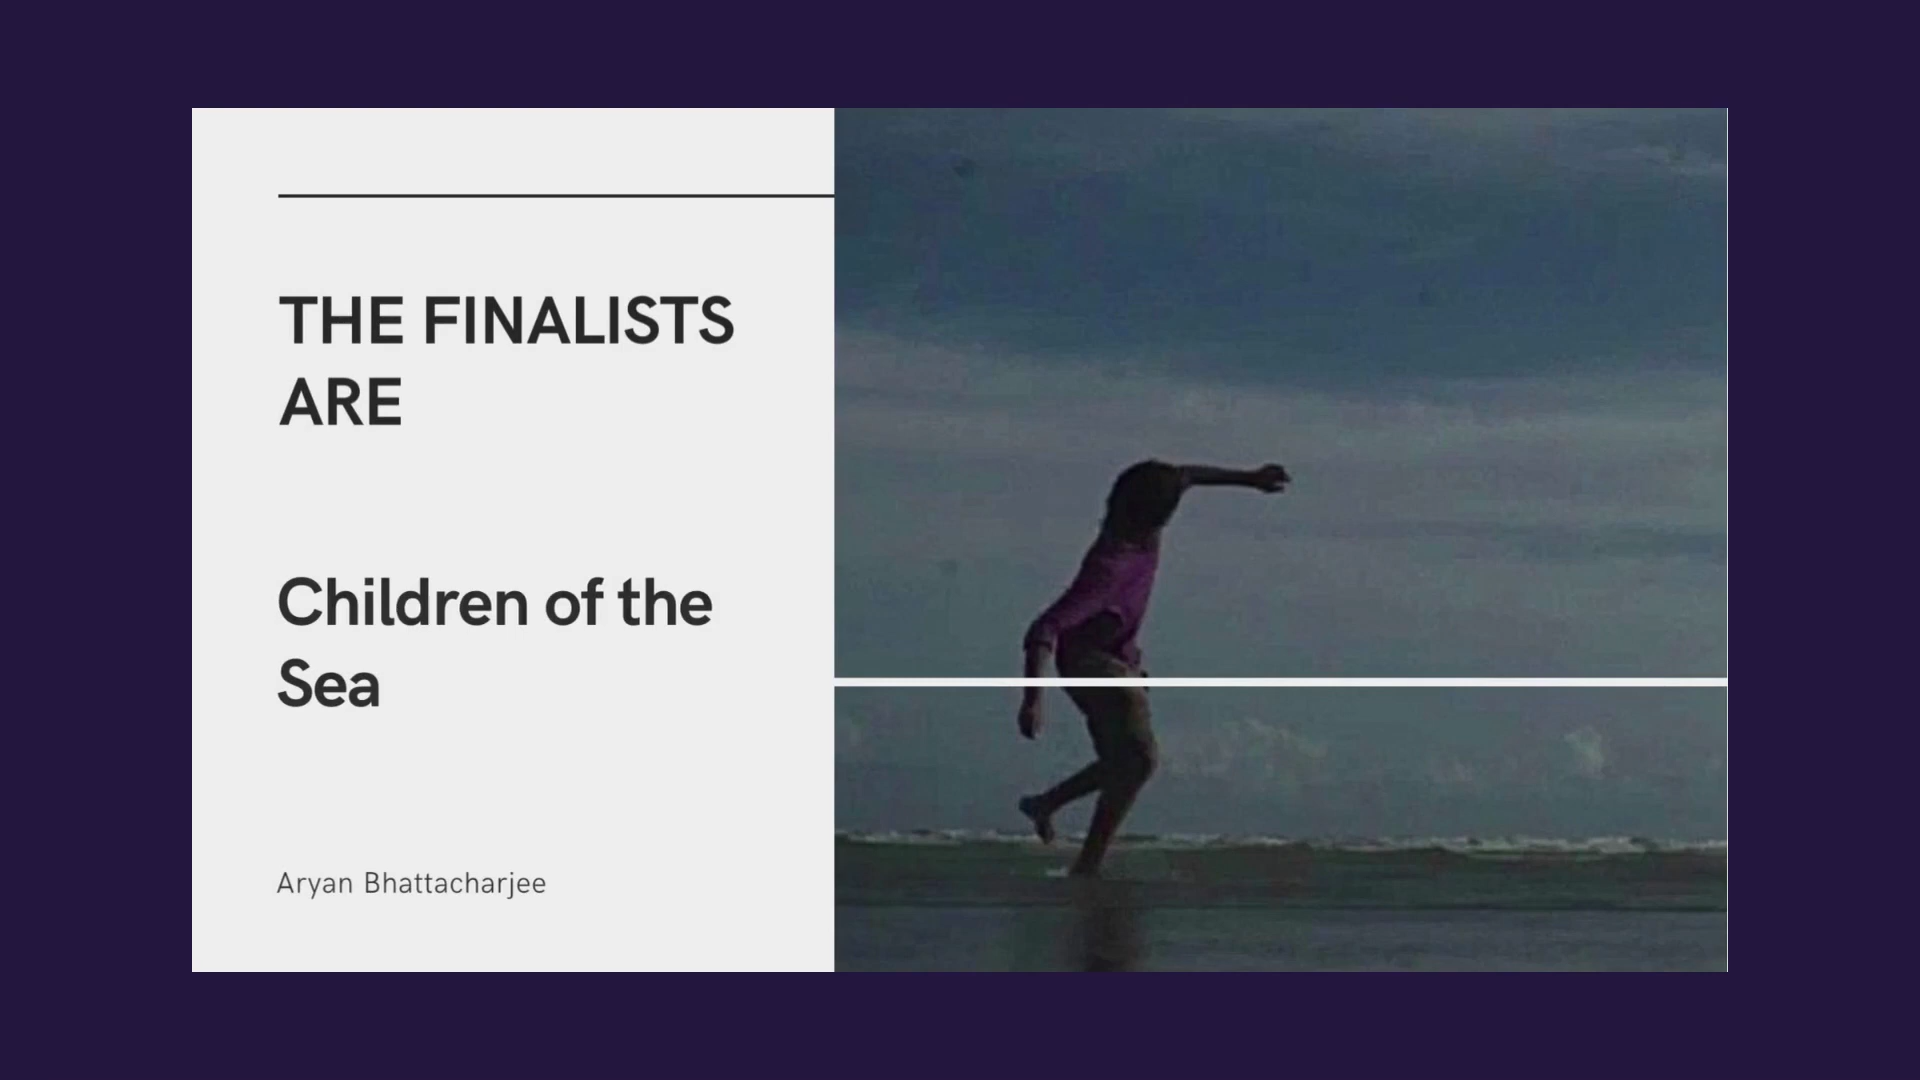 THE FINALISTS
ARE
Children of the
Sea
Aryan Bhattacharjee